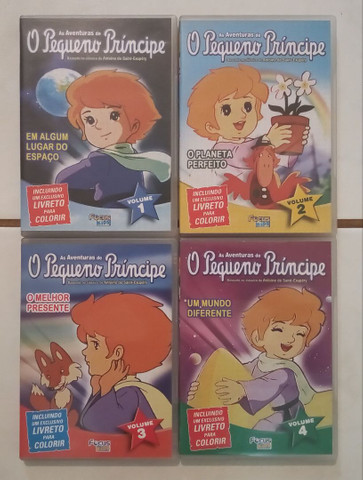 As Aventuras do
O Pequeno Príncipe
EM ALGUM
LUGAR DO
ESPAÇO
INCLUINDO
UM EXCLUSIVO
LIVRETO
PARA
COLORIR
VOLUME
1
As Aventuras do
O Pequeno Príncipe
O PLANETA
PERFEITO
INCLUINDO
UM EXCLUSIVO
LIVRETO
PARA
COLORIR
VOLUME
2
As Aventuras do
O Pequeno Príncipe
O MELHOR
PRESENTE
INCLUINDO
UM EXCLUSIVO
LIVRETO
PARA
COLORIR
VOLUME
3
As Aventuras do
O Pequeno Príncipe
UM MUNDO
DIFERENTE
INCLUINDO
UM EXCLUSIVO
LIVRETO
PARA
COLORIR
VOLUME
4